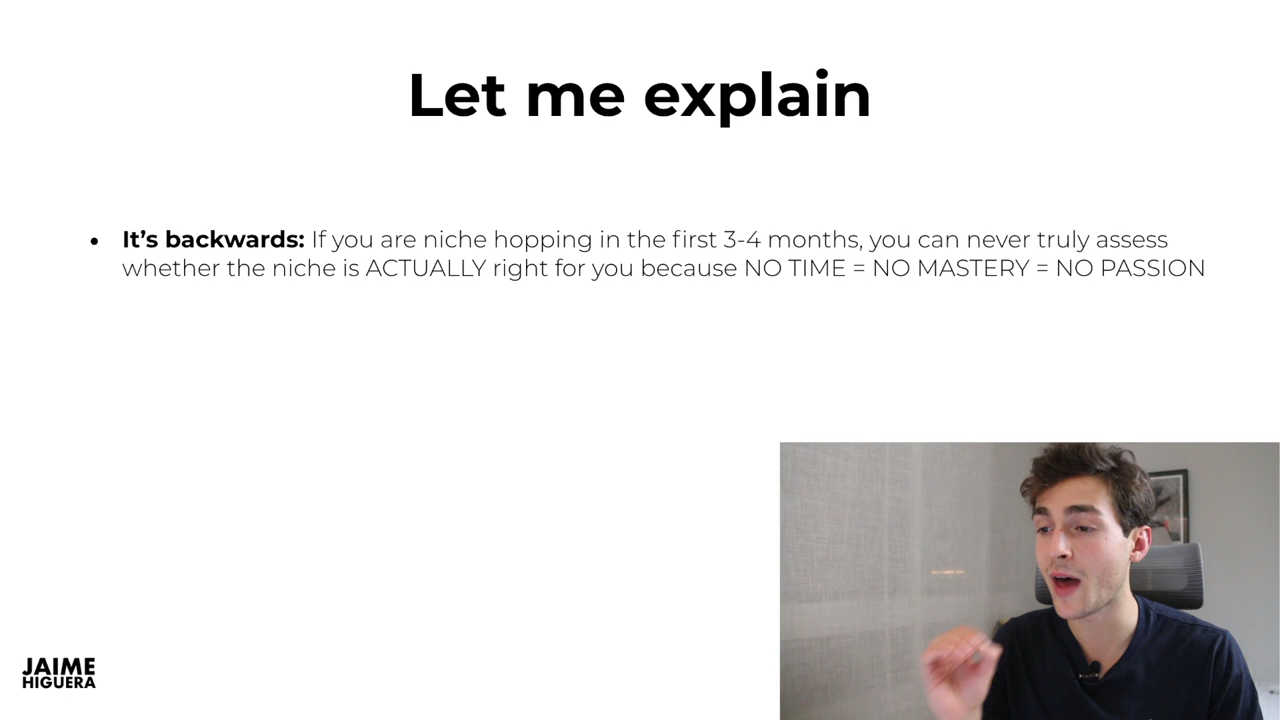 Let me explain
• It’s backwards: If you are niche hopping in the first 3-4 months, you can never truly assess
whether the niche is ACTUALLY right for you because NO TIME = NO MASTERY = NO PASSION
JAIME
HIGUERA